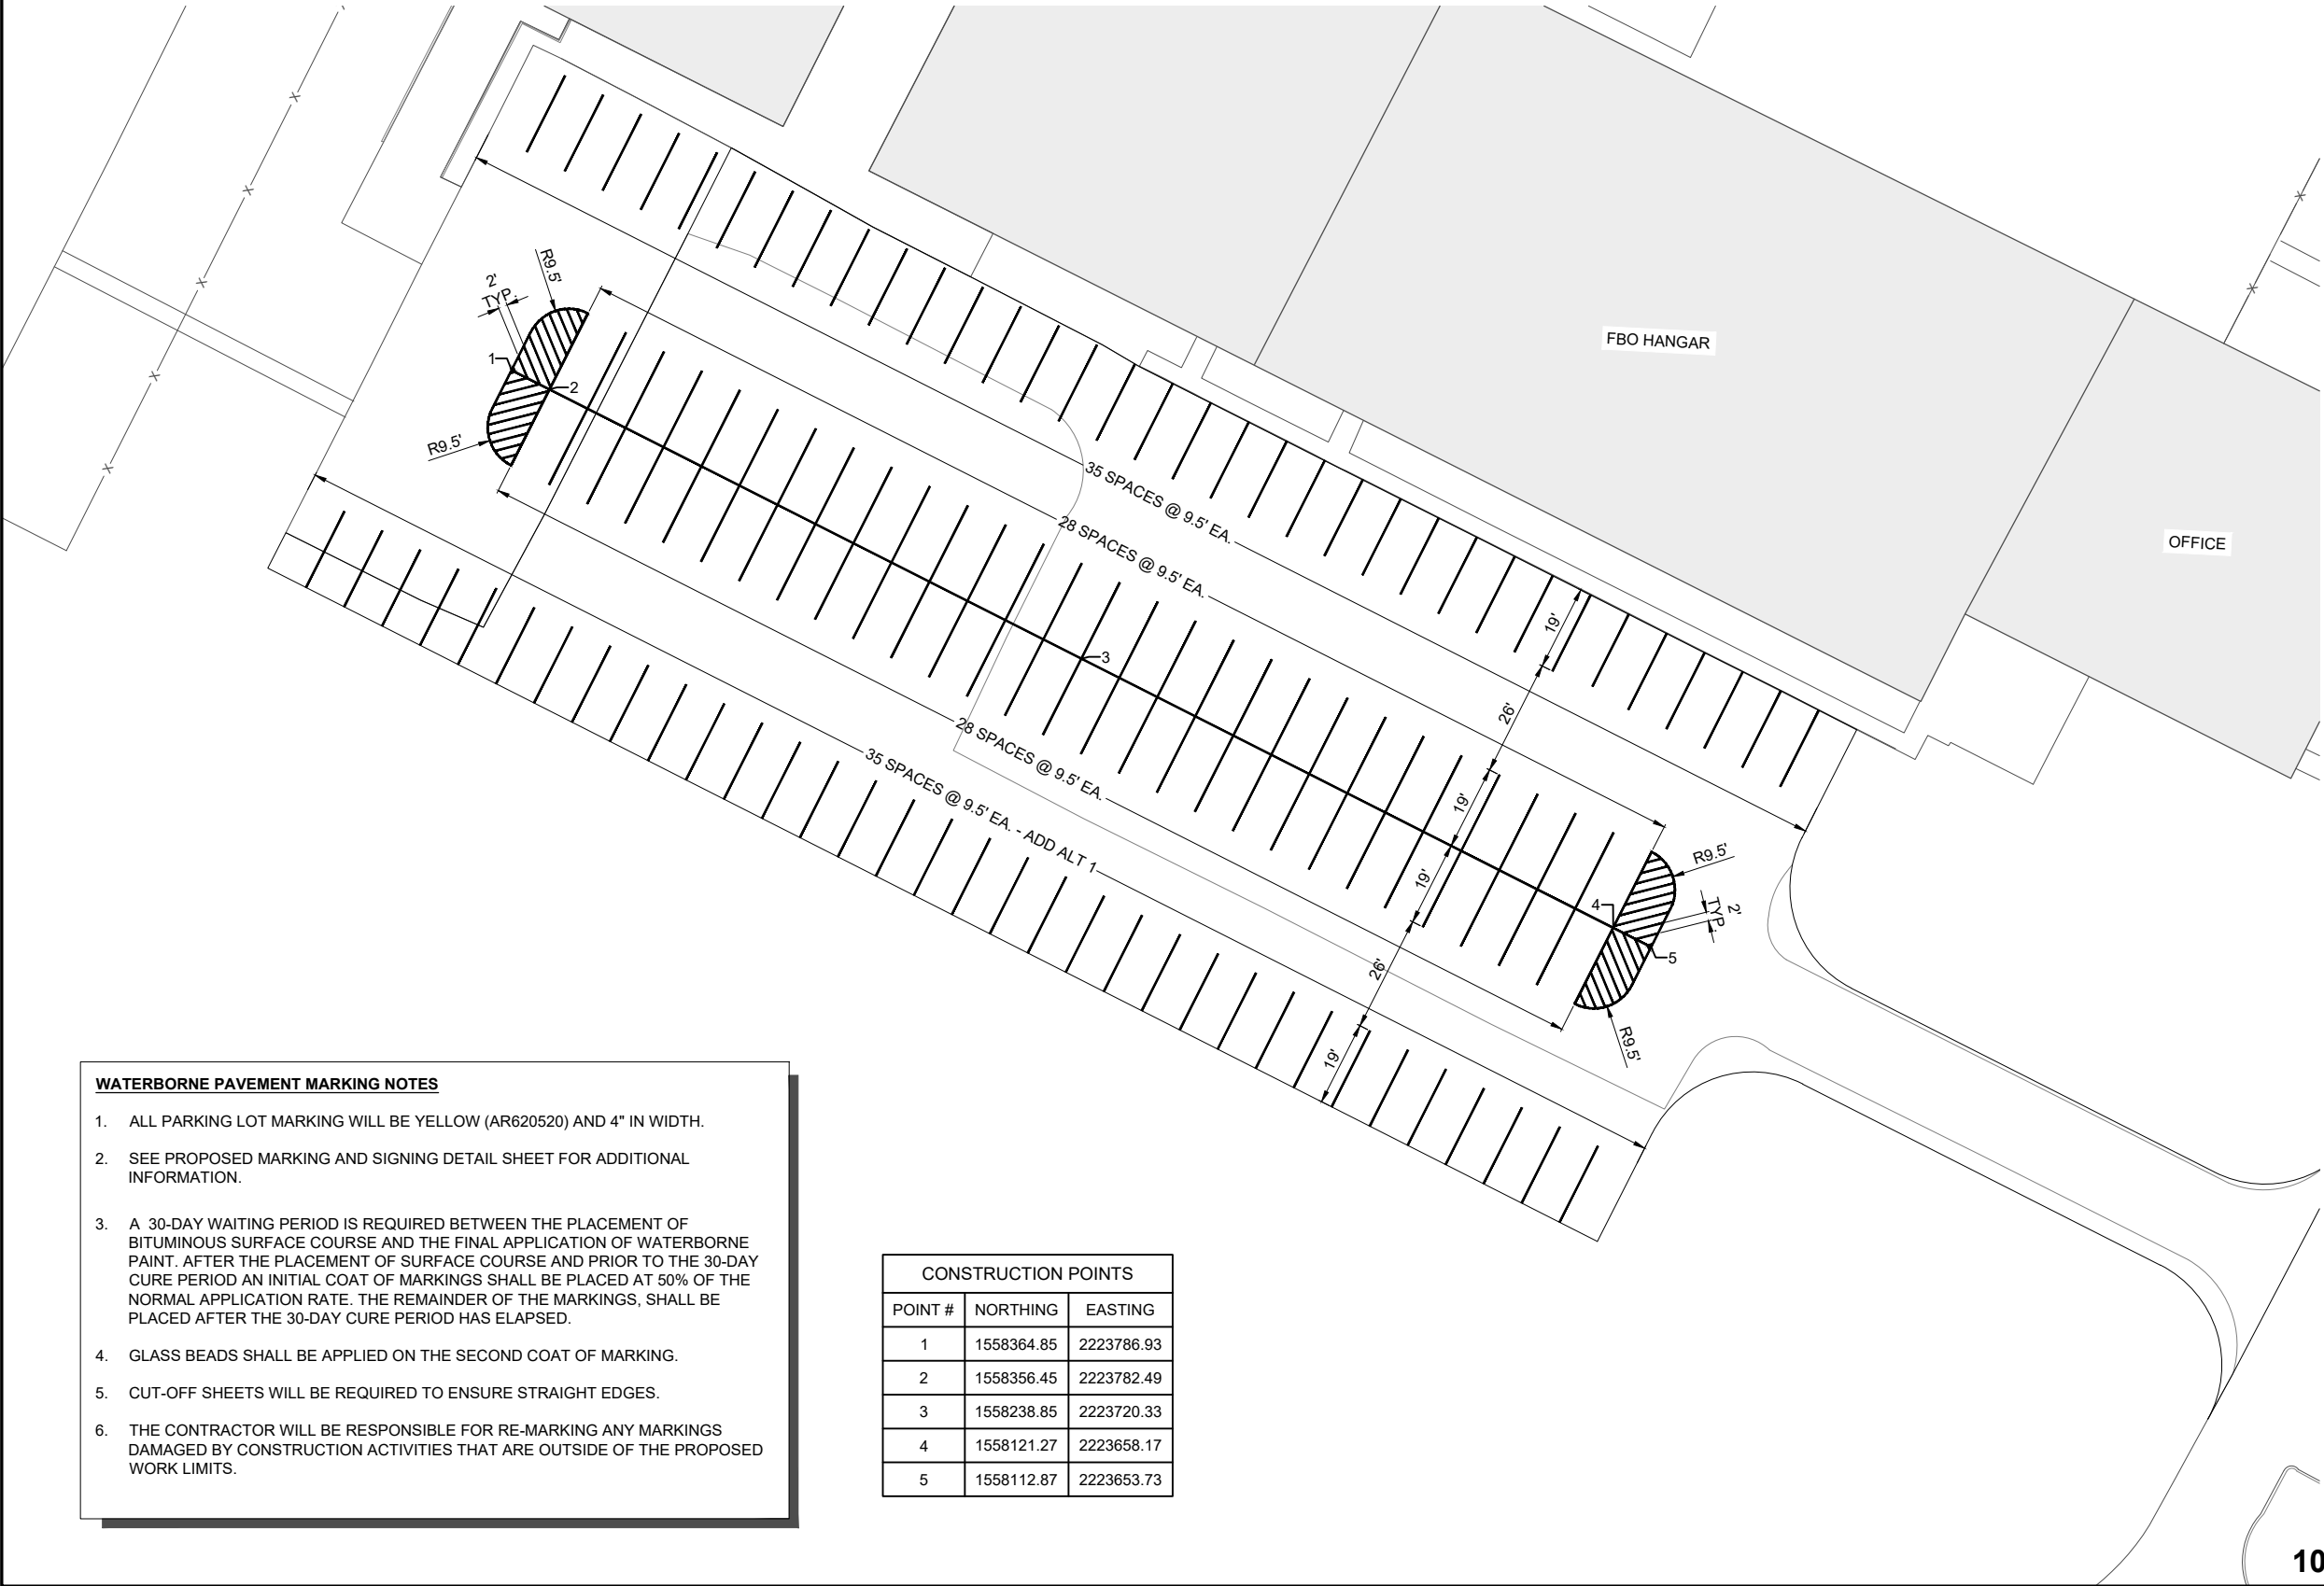 FBO HANGAR
OFFICE
R9.5'
2'
TYP.
1
2
R9.5'
35 SPACES @ 9.5' EA.
28 SPACES @ 9.5' EA.
3
28 SPACES @ 9.5' EA.
35 SPACES @ 9.5' EA. - ADD ALT 1
19'
26'
19'
19'
26'
19'
R9.5'
2'
TYP.
4
5
R9.5'
WATERBORNE PAVEMENT MARKING NOTES
1. ALL PARKING LOT MARKING WILL BE YELLOW (AR620520) AND 4" IN WIDTH.
2. SEE PROPOSED MARKING AND SIGNING DETAIL SHEET FOR ADDITIONAL
INFORMATION.
3. A 30-DAY WAITING PERIOD IS REQUIRED BETWEEN THE PLACEMENT OF
BITUMINOUS SURFACE COURSE AND THE FINAL APPLICATION OF WATERBORNE
PAINT. AFTER THE PLACEMENT OF SURFACE COURSE AND PRIOR TO THE 30-DAY
CURE PERIOD AN INITIAL COAT OF MARKINGS SHALL BE PLACED AT 50% OF THE
NORMAL APPLICATION RATE. THE REMAINDER OF THE MARKINGS, SHALL BE
PLACED AFTER THE 30-DAY CURE PERIOD HAS ELAPSED.
4. GLASS BEADS SHALL BE APPLIED ON THE SECOND COAT OF MARKING.
5. CUT-OFF SHEETS WILL BE REQUIRED TO ENSURE STRAIGHT EDGES.
6. THE CONTRACTOR WILL BE RESPONSIBLE FOR RE-MARKING ANY MARKINGS
DAMAGED BY CONSTRUCTION ACTIVITIES THAT ARE OUTSIDE OF THE PROPOSED
WORK LIMITS.
CONSTRUCTION POINTS
POINT # NORTHING EASTING
1 1558364.85 2223786.93
2 1558356.45 2223782.49
3 1558238.85 2223720.33
4 1558121.27 2223658.17
5 1558112.87 2223653.73
10